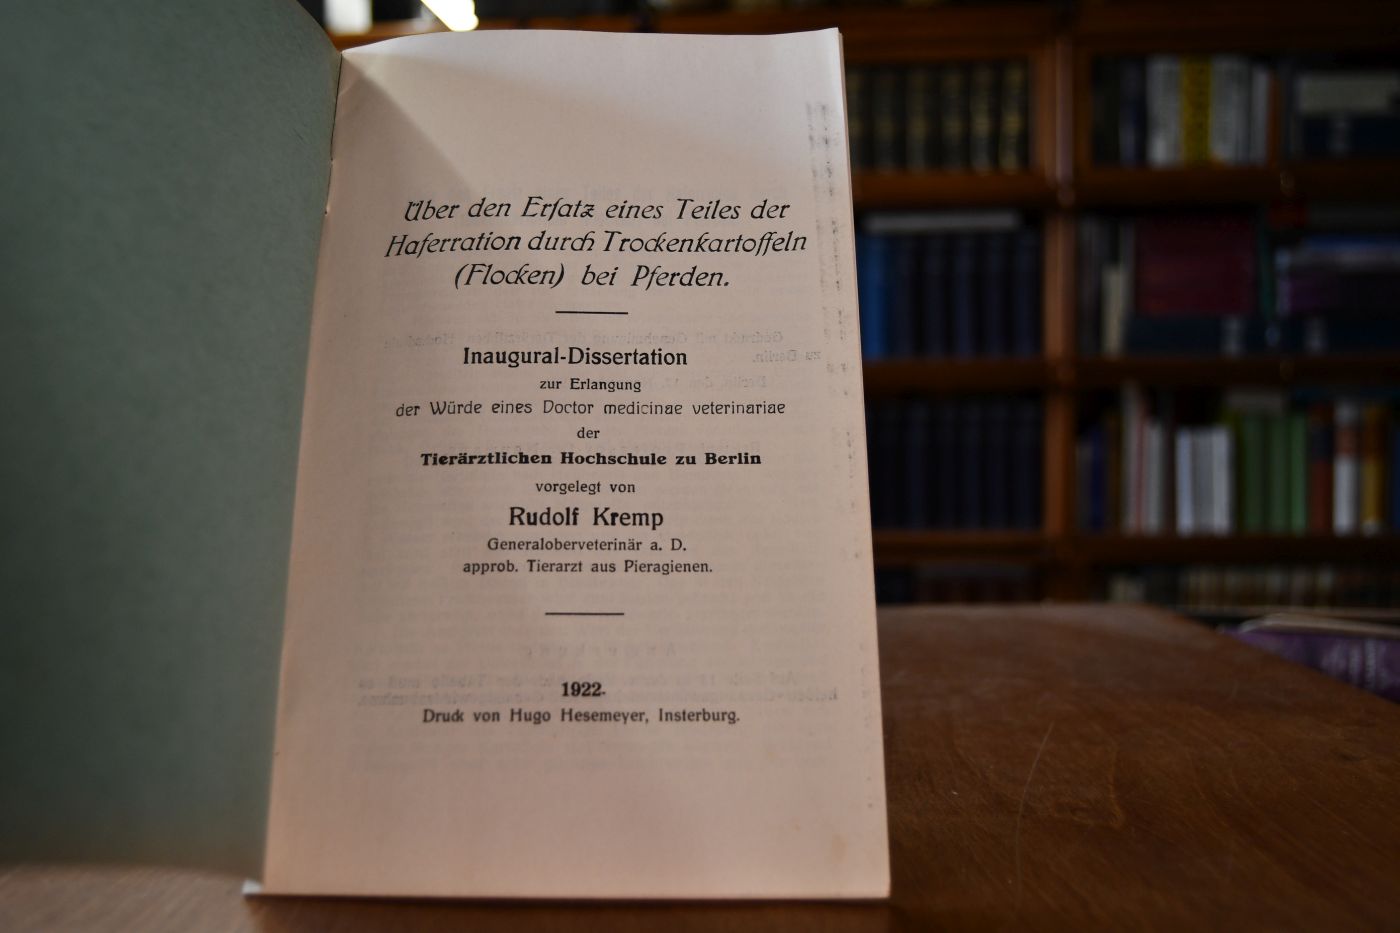 Über den Erſatz eines Teiles der
Haferration durch Trockenkartoffeln
(Flocken) bei Pferden.
Inaugural-Dissertation
zur Erlangung
der Würde eines Doctor medicinae veterinariae
der
Tierärztlichen Hochschule zu Berlin
vorgelegt von
Rudolf Kremp
Generaloberveterinär a. D.
approb. Tierarzt aus Pieragienen.
1922.
Druck von Hugo Hesemeyer, Insterburg.